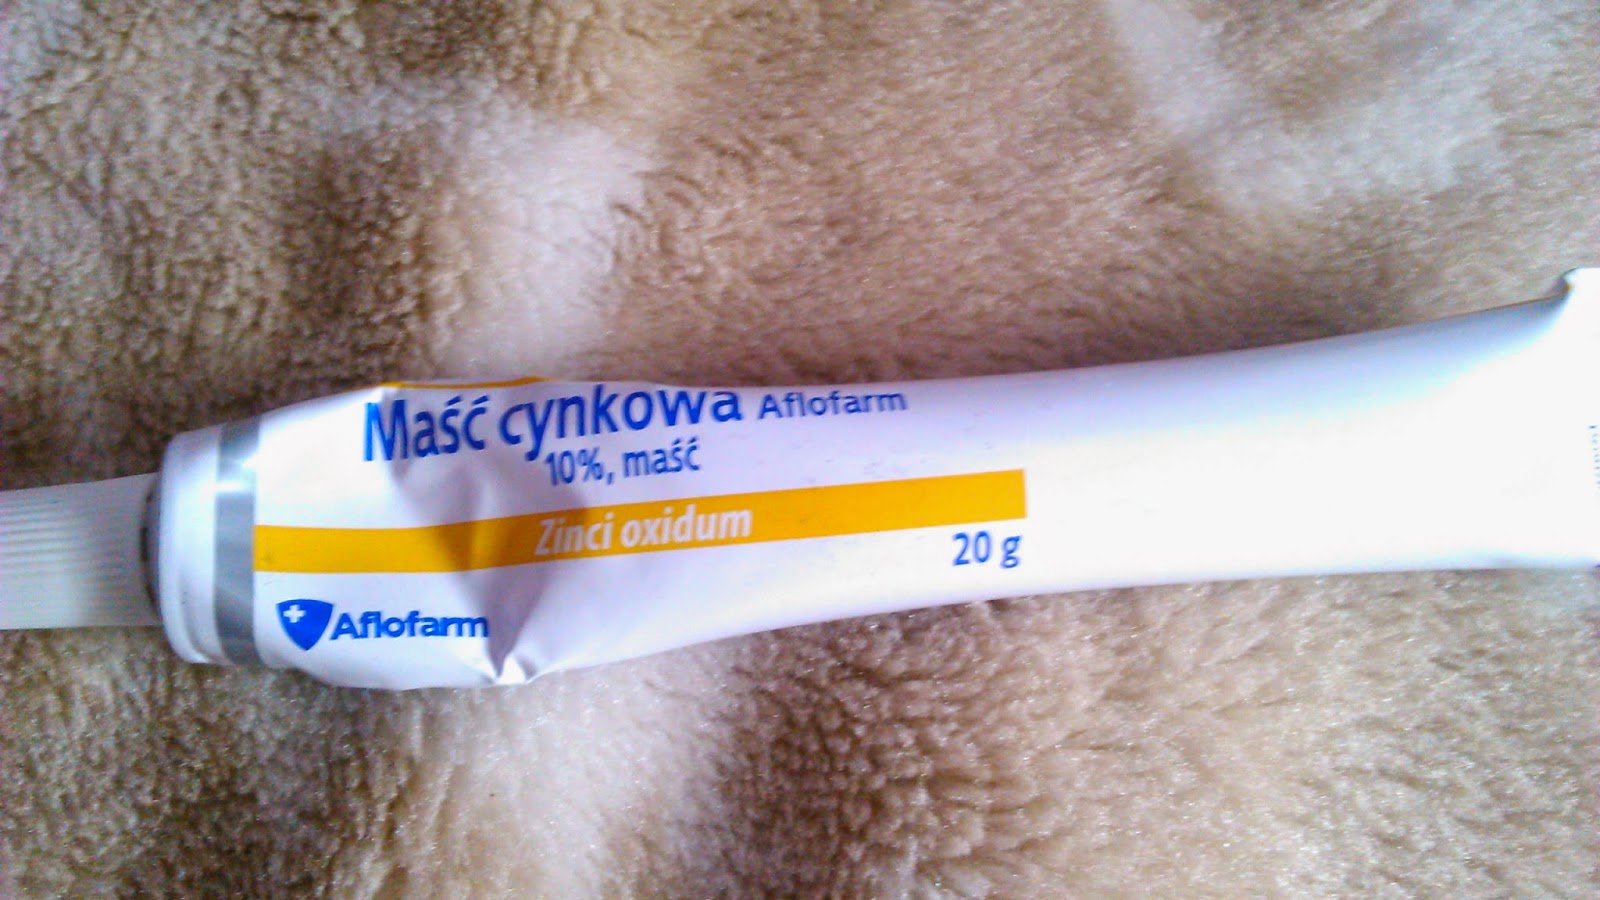 Maść cynkowa Aflofarm
10%, maść
Zinci oxidum
20 g
Aflofarm